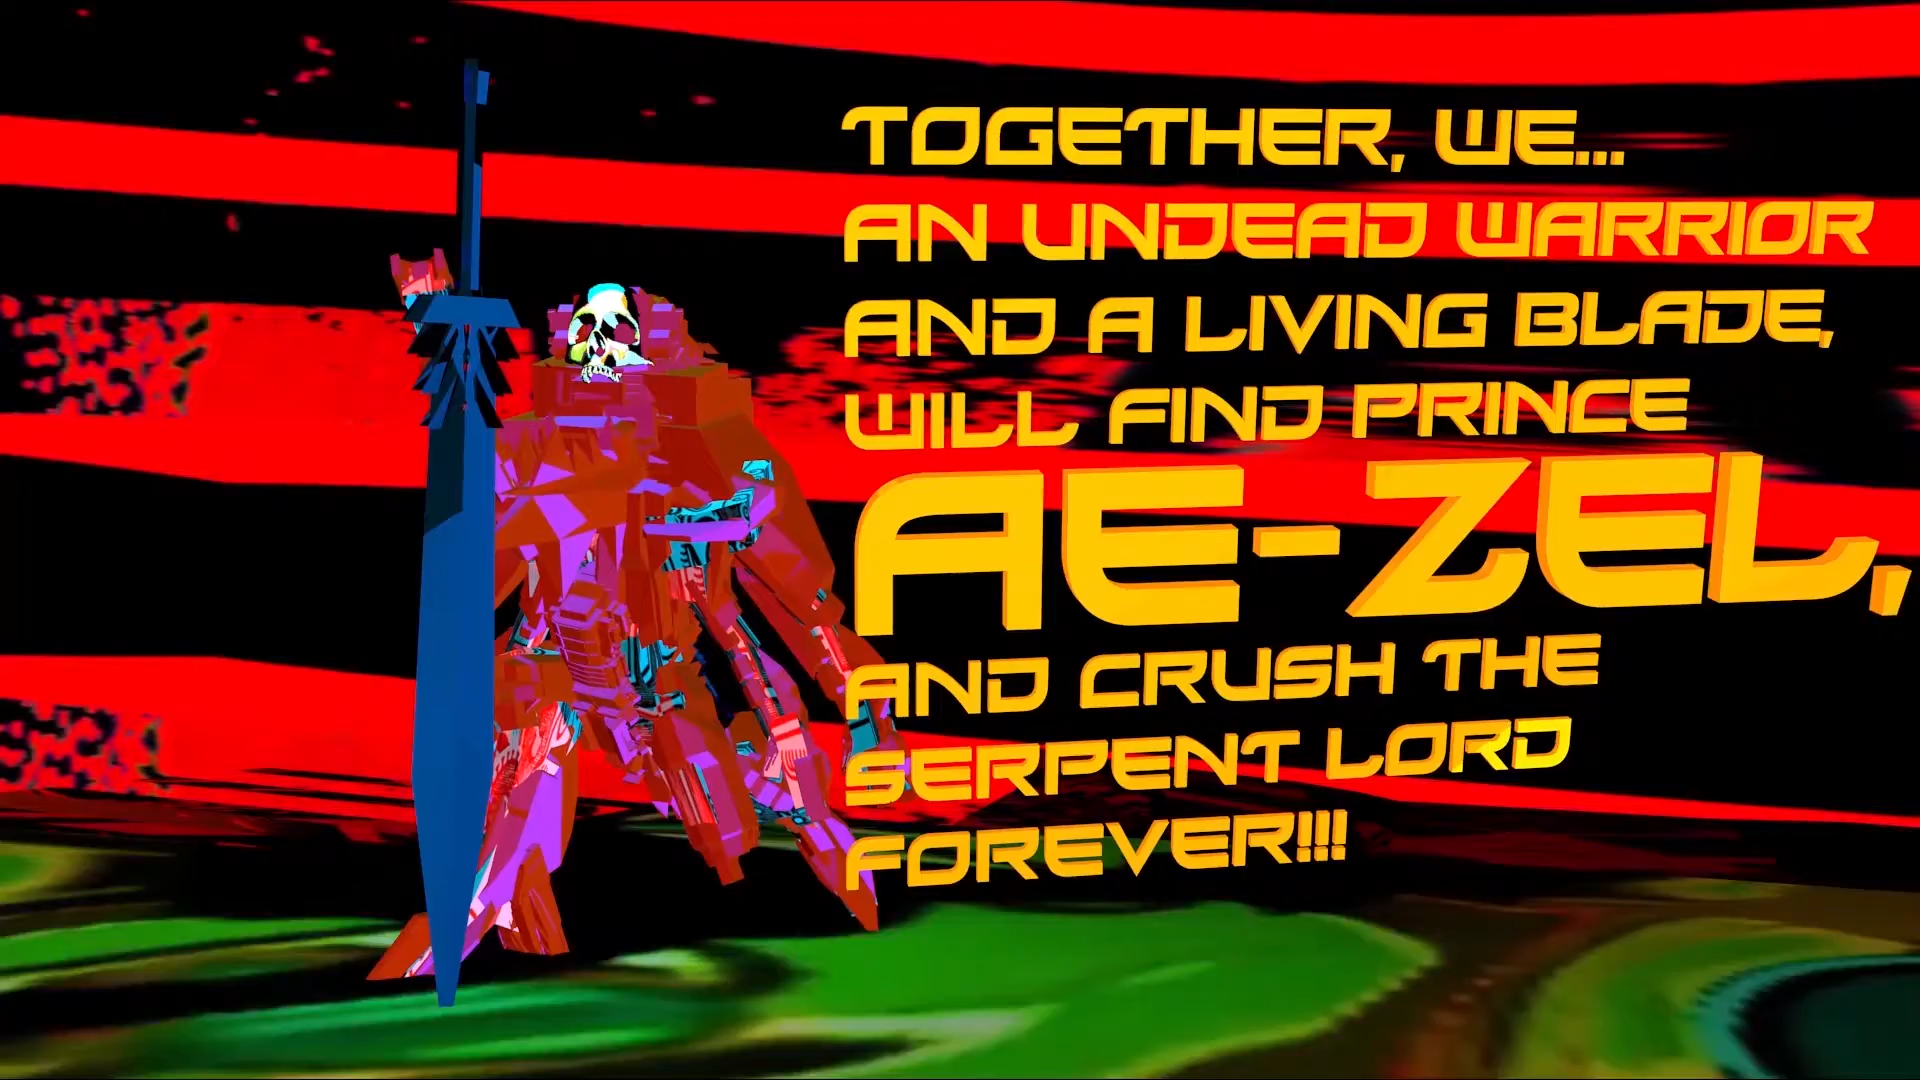 TOGETHER, WE...
AN UNDEAD WARRIOR
AND A LIVING BLADE,
WILL FIND PRINCE
AE-ZEL,
AND CRUSH THE
SERPENT LORD
FOREVER!!!